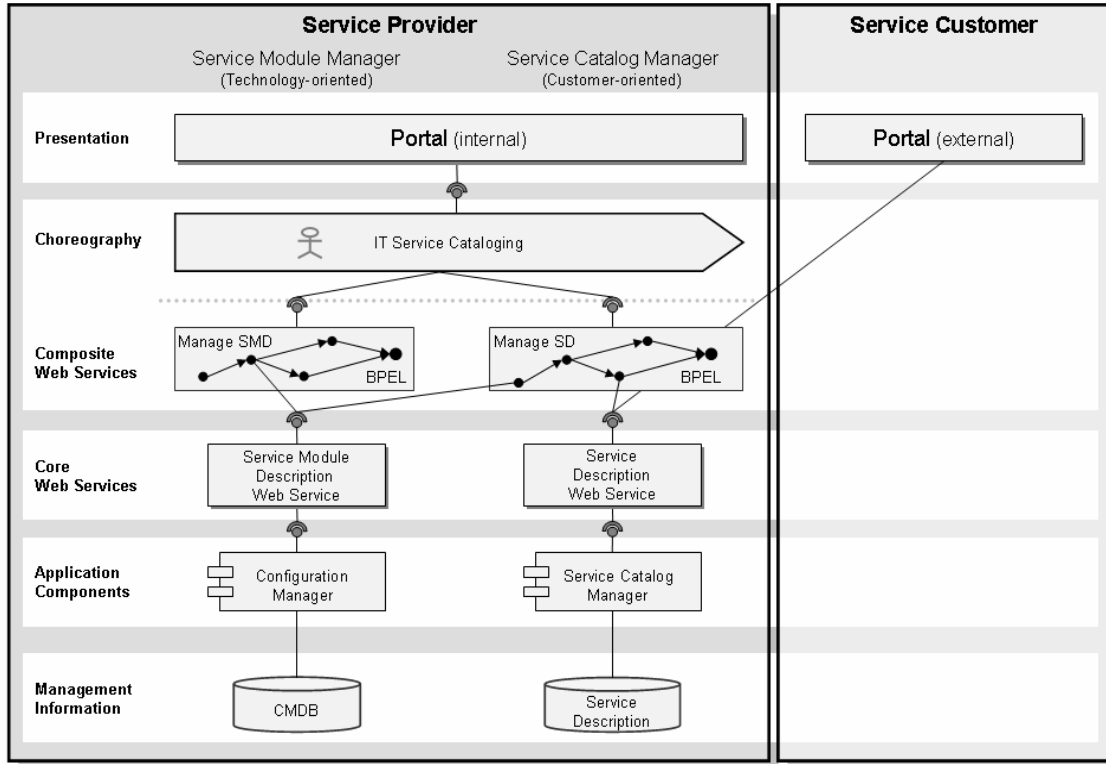 Service Provider
Service Customer
Service Module Manager
(Technology-oriented)
Service Catalog Manager
(Customer-oriented)
Presentation
Portal (internal)
Portal (external)
Choreography
IT Service Cataloging
Composite
Web Services
Manage SMD
BPEL
Manage SD
BPEL
Core
Web Services
Service Module
Description
Web Service
Service
Description
Web Service
Application
Components
Configuration
Manager
Service Catalog
Manager
Management
Information
CMDB
Service
Description